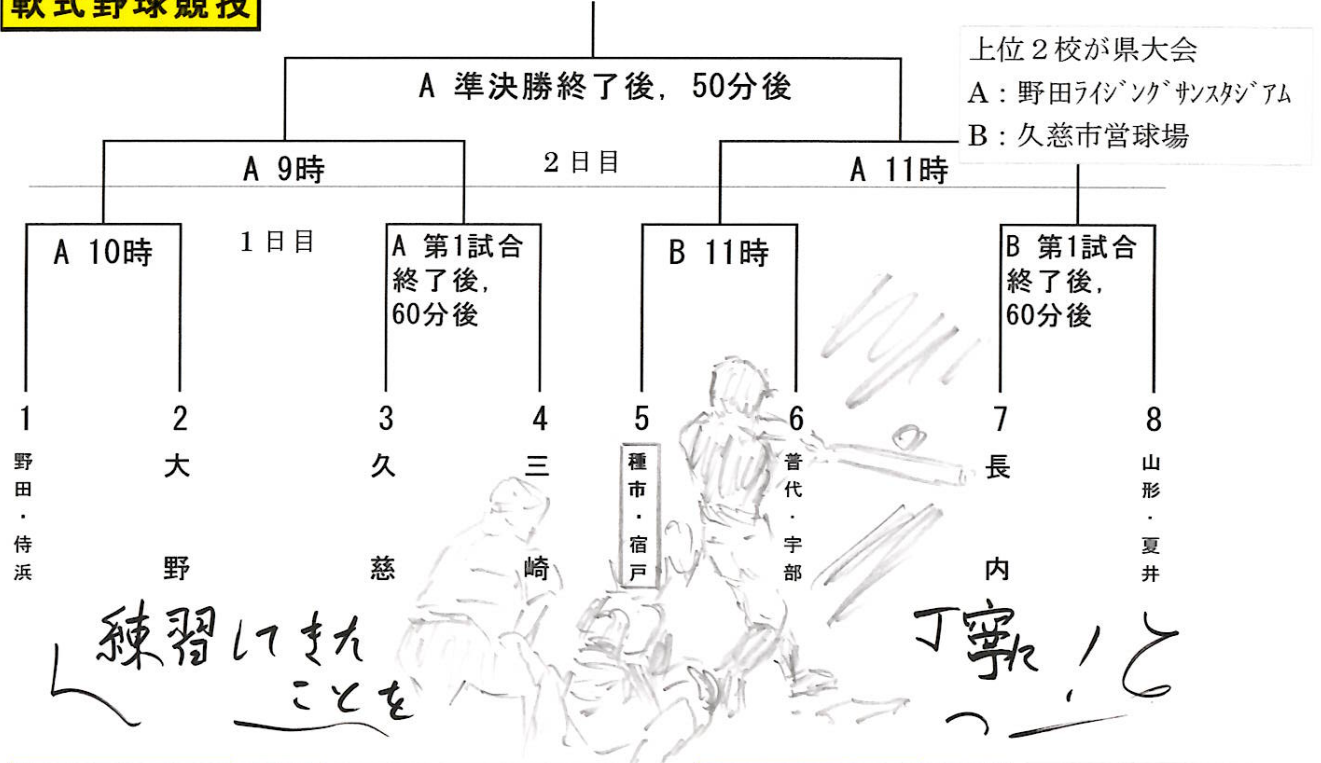 軟式野球競技
上位2校が県大会
A:野田ﾗｲｼﾞﾝｸﾞｻﾝｽﾀｼﾞｱﾑ
B:久慈市営球場
A 準決勝終了後, 50分後
A 9時
2日目
A 11時
A 10時
1日目
A 第1試合
終了後,
60分後
B 11時
B 第1試合
終了後,
60分後
1
2
3
4
5
6
7
8
野田・侍浜
大野
久慈
三崎
種市・宿戸
普代・宇部
長内
山形・夏井
練習してきた
ことを
丁寧に!